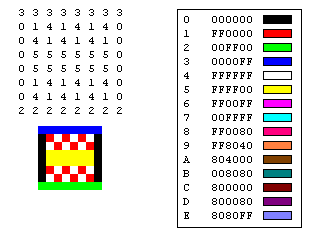 3 3 3 3 3 3 3 3
0 1 4 1 4 1 4 0
0 4 1 4 1 4 1 0
0 5 5 5 5 5 5 0
0 5 5 5 5 5 5 0
0 1 4 1 4 1 4 0
0 4 1 4 1 4 1 0
2 2 2 2 2 2 2 2
0 000000
1 FF0000
2 00FF00
3 0000FF
4 FFFFFF
5 FFFF00
6 FF00FF
7 00FFFF
8 FF0080
9 FF8040
A 804000
B 008080
C 800000
D 800080
E 8080FF